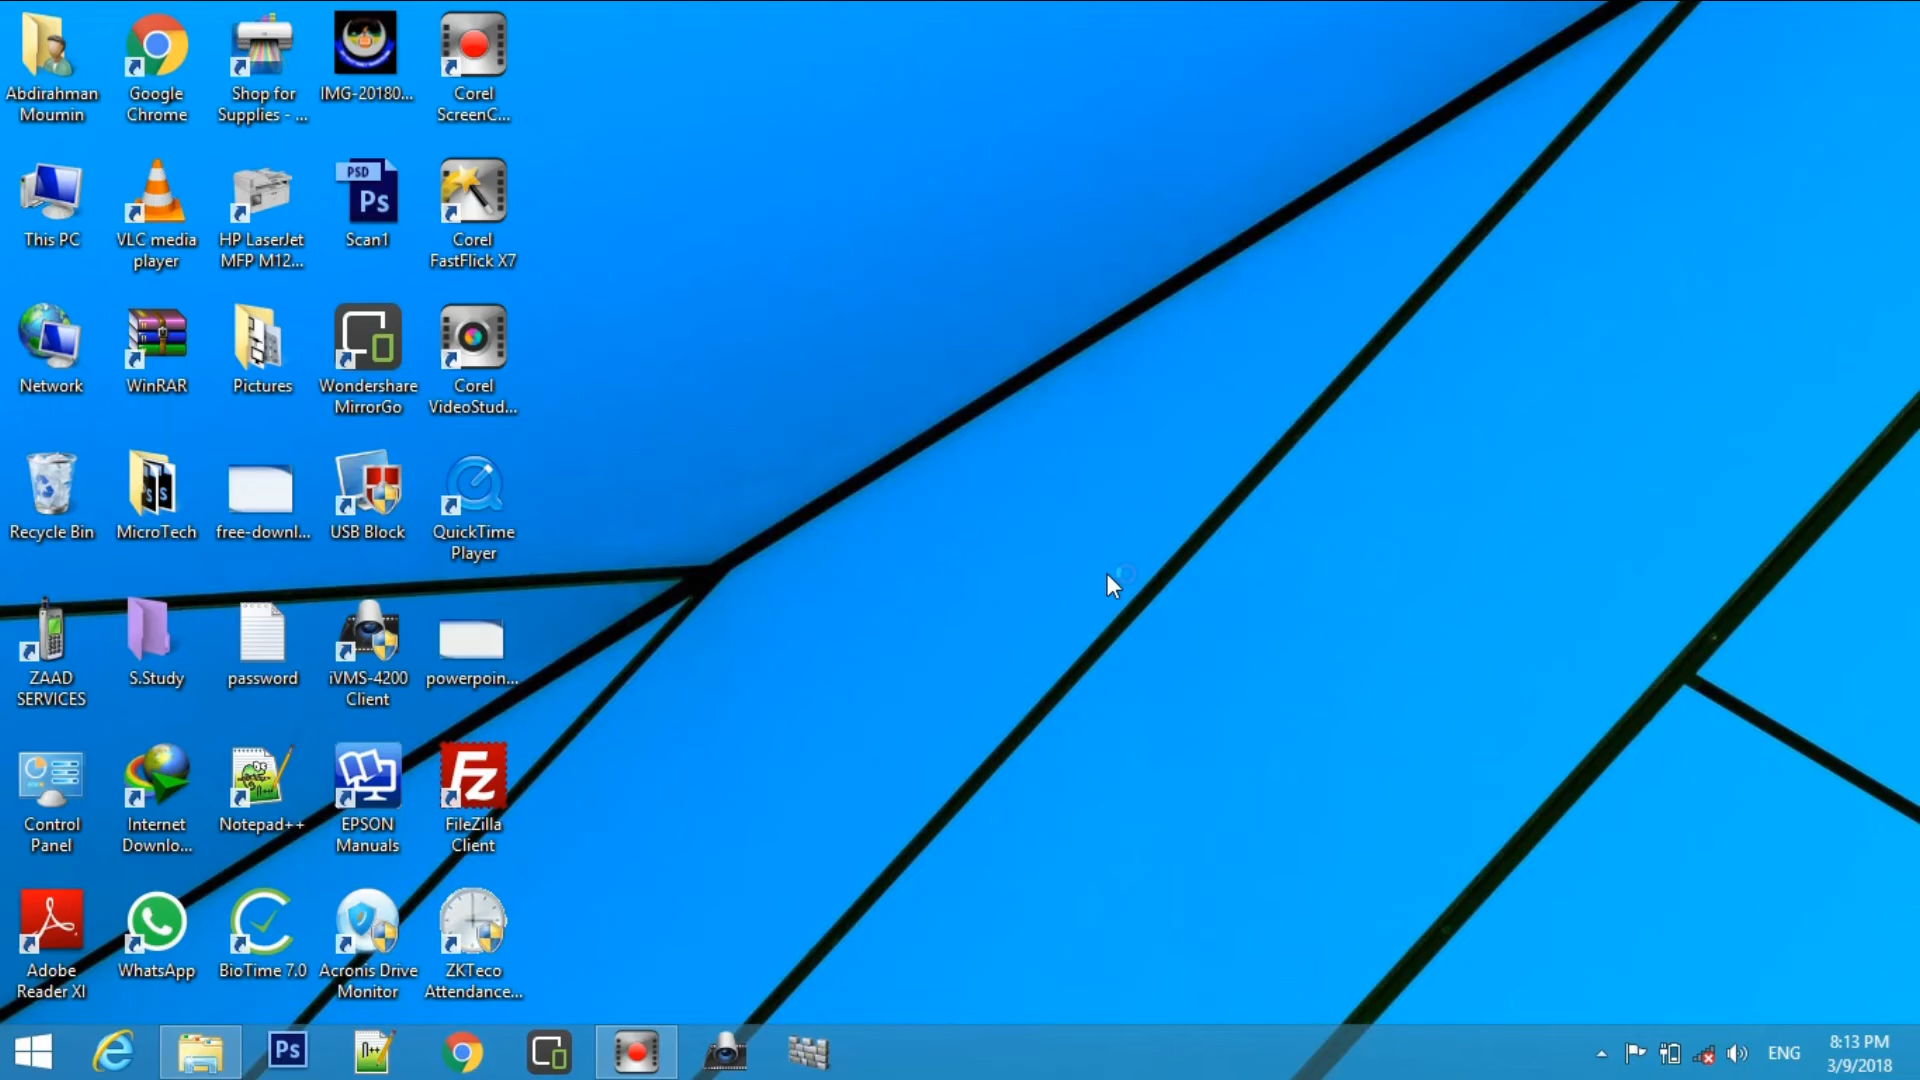 Abdirahman
Moumin
Google
Chrome
Shop for
Supplies - ...
IMG-20180...
Corel
ScreenC...
This PC
VLC media
player
HP LaserJet
MFP M12...
PSD
Ps
Scan1
Corel
FastFlick X7
Network
WinRAR
Pictures
Wondershare
MirrorGo
Corel
VideoStud...
Recycle Bin
MicroTech
free-downl...
USB Block
QuickTime
Player
ZAAD
SERVICES
S.Study
password
iVMS-4200
Client
powerpoin...
Control
Panel
Internet
Downlo...
Notepad++
EPSON
Manuals
Fz
FileZilla
Client
Adobe
Reader XI
WhatsApp
BioTime 7.0
Acronis Drive
Monitor
ZKTeco
Attendance...
Ps
ENG
8:13 PM
3/9/2018